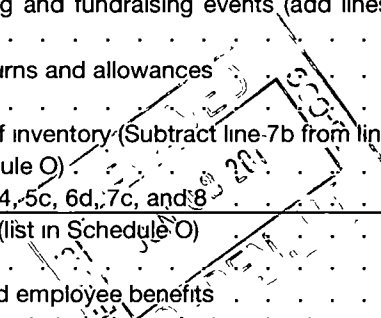 g and fundraising events (add lines
. . . . . . . . . . . .
urns and allowances . . . . .
. . . . . . . . . . . .
f inventory (Subtract line 7b from lin
ule O) . . . . . . . . .
4, 5c, 6d, 7c, and 8 . . . . .
(list in Schedule O) . . . . .
. . . . . . . . . . . .
d employee benefits . . . . .